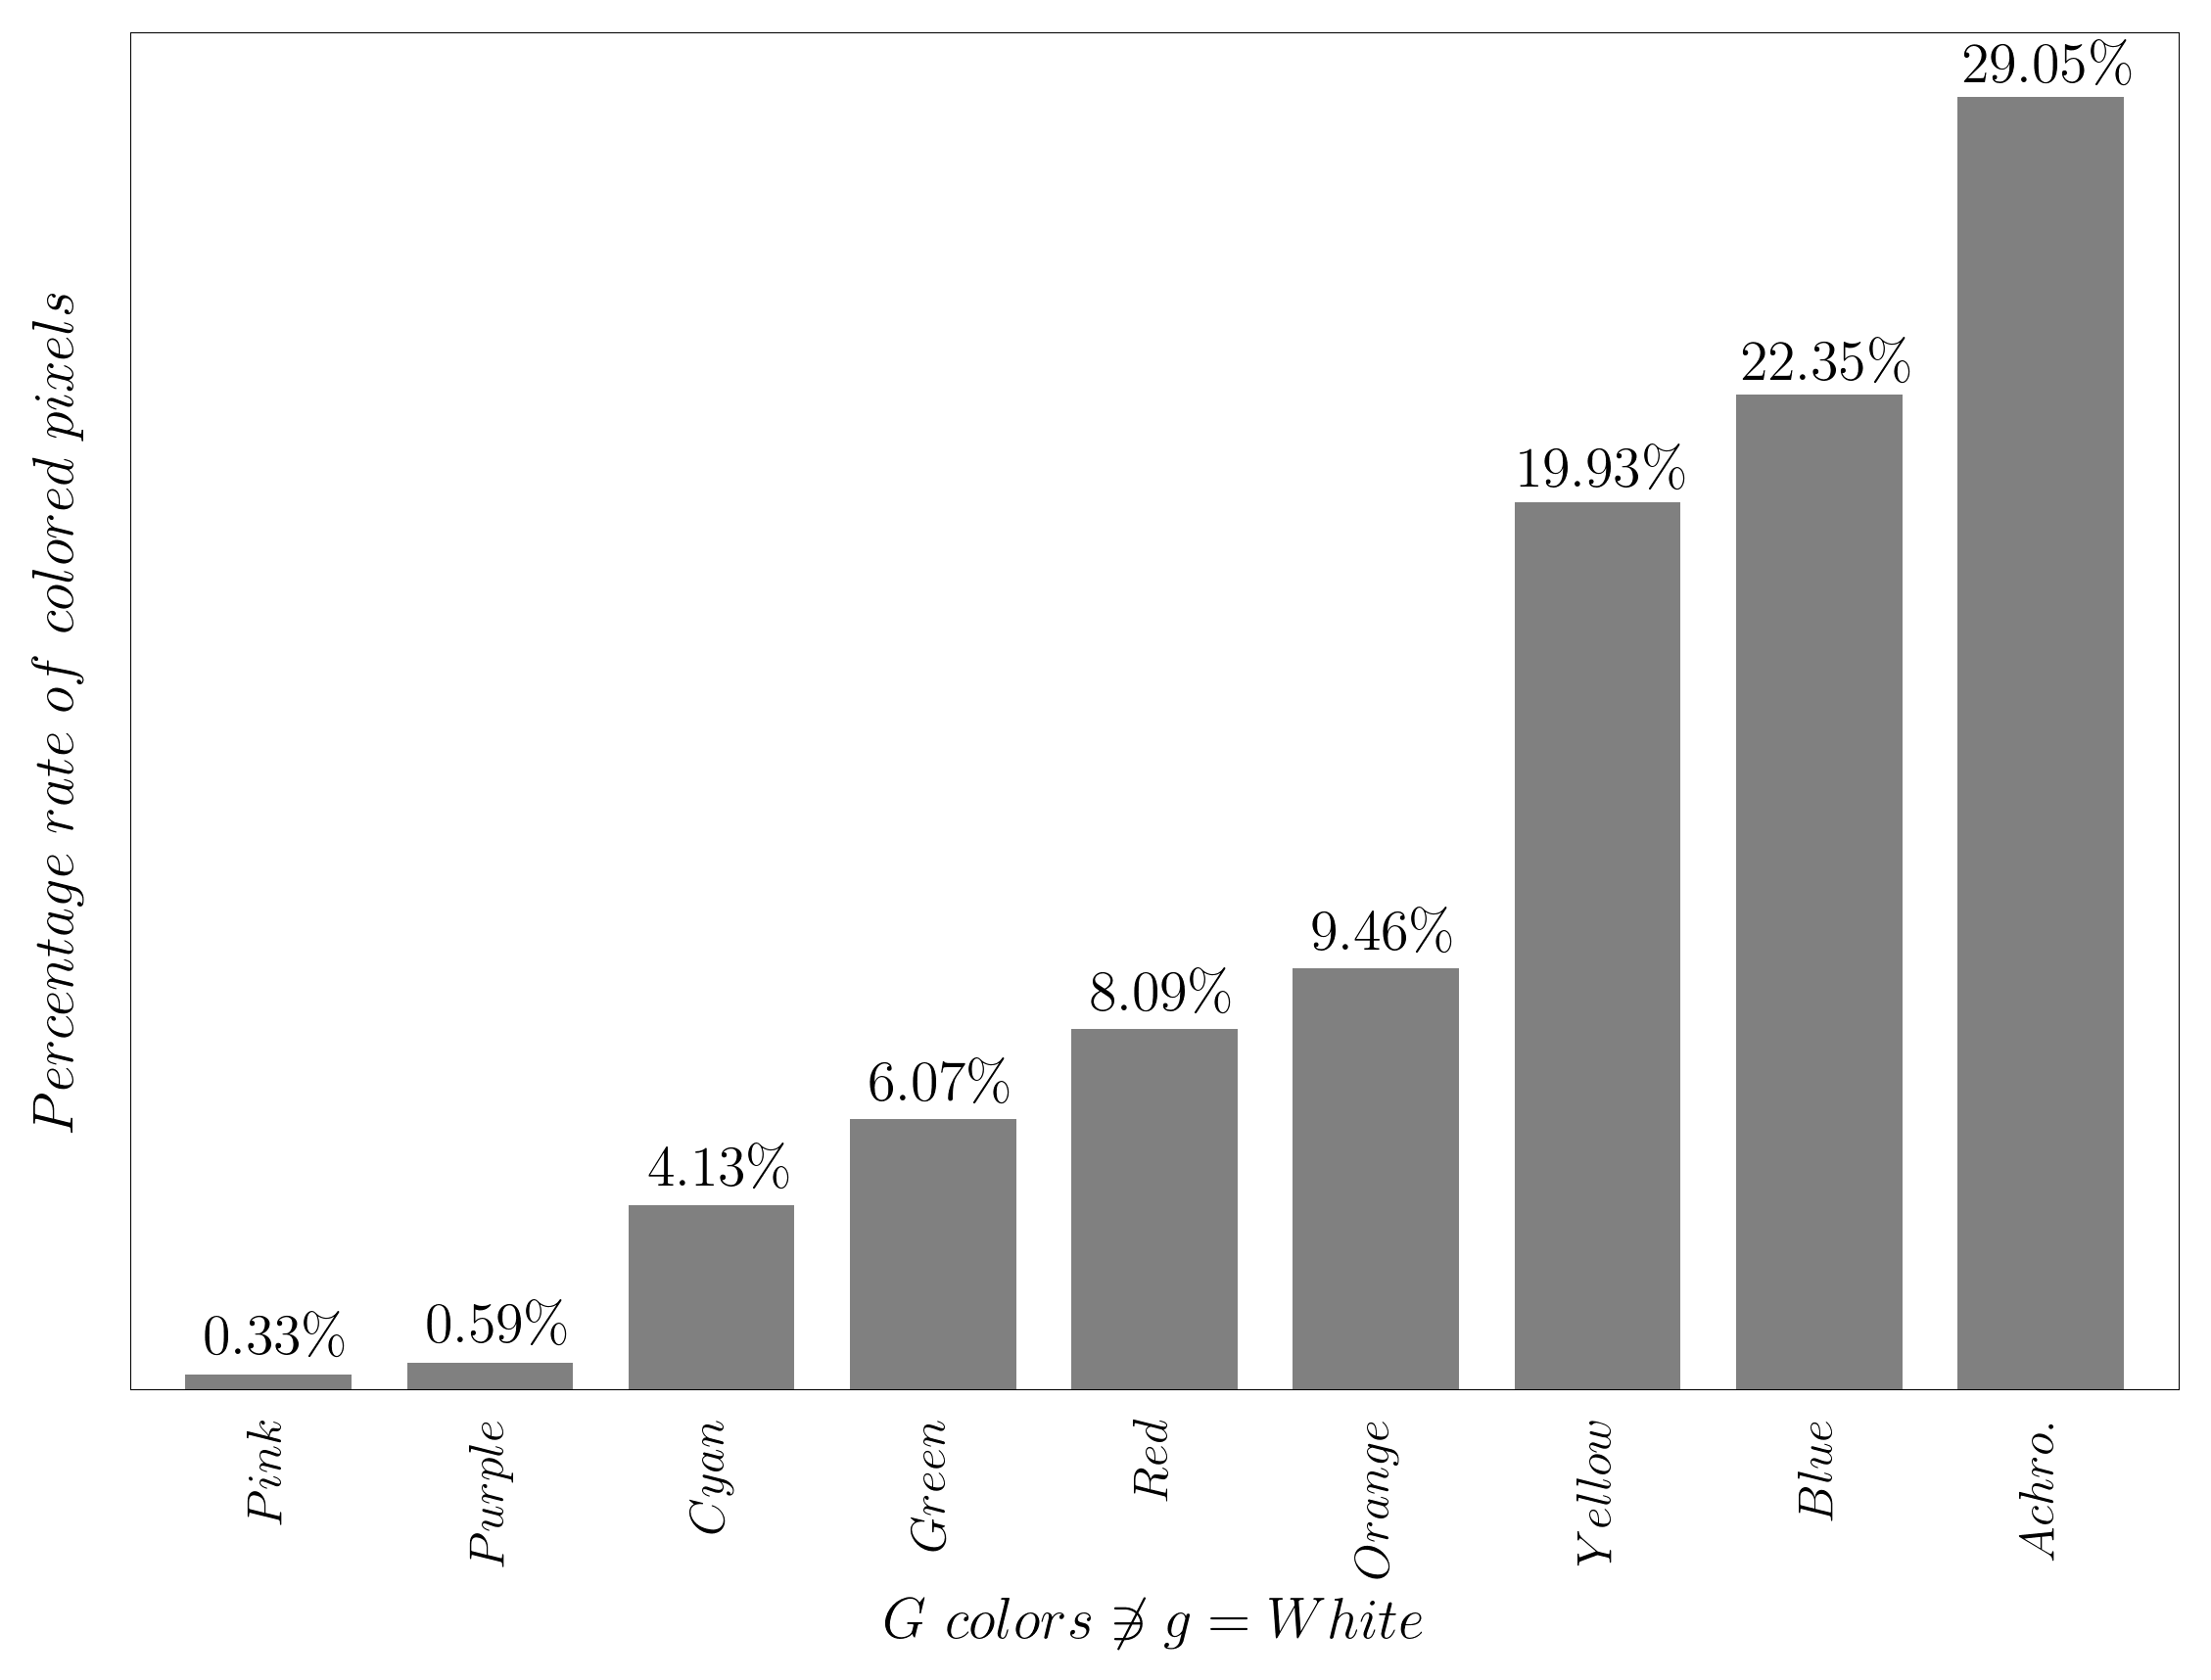 Percentage rate of colored pixels
29.05%
22.35%
19.93%
9.46%
8.09%
6.07%
4.13%
0.59%
0.33%
Pink
Purple
Cyan
Green
Red
Orange
Yellow
Blue
Achro.
G colors ∌ g = White